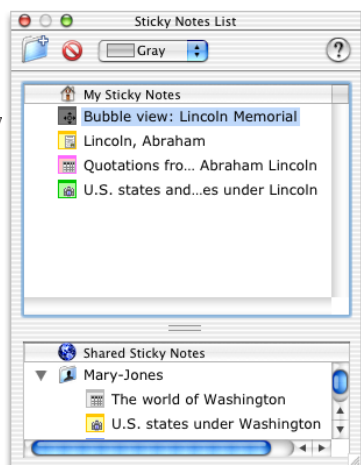 Sticky Notes List
Gray
?
My Sticky Notes
Bubble view: Lincoln Memorial
Lincoln, Abraham
Quotations fro... Abraham Lincoln
U.S. states and...es under Lincoln
Shared Sticky Notes
Mary-Jones
The world of Washington
U.S. states under Washington